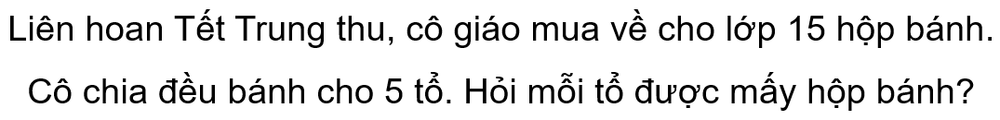 Liên hoan Tết Trung thu, cô giáo mua về cho lớp 15 hộp bánh.
Cô chia đều bánh cho 5 tổ. Hỏi mỗi tổ được mấy hộp bánh?